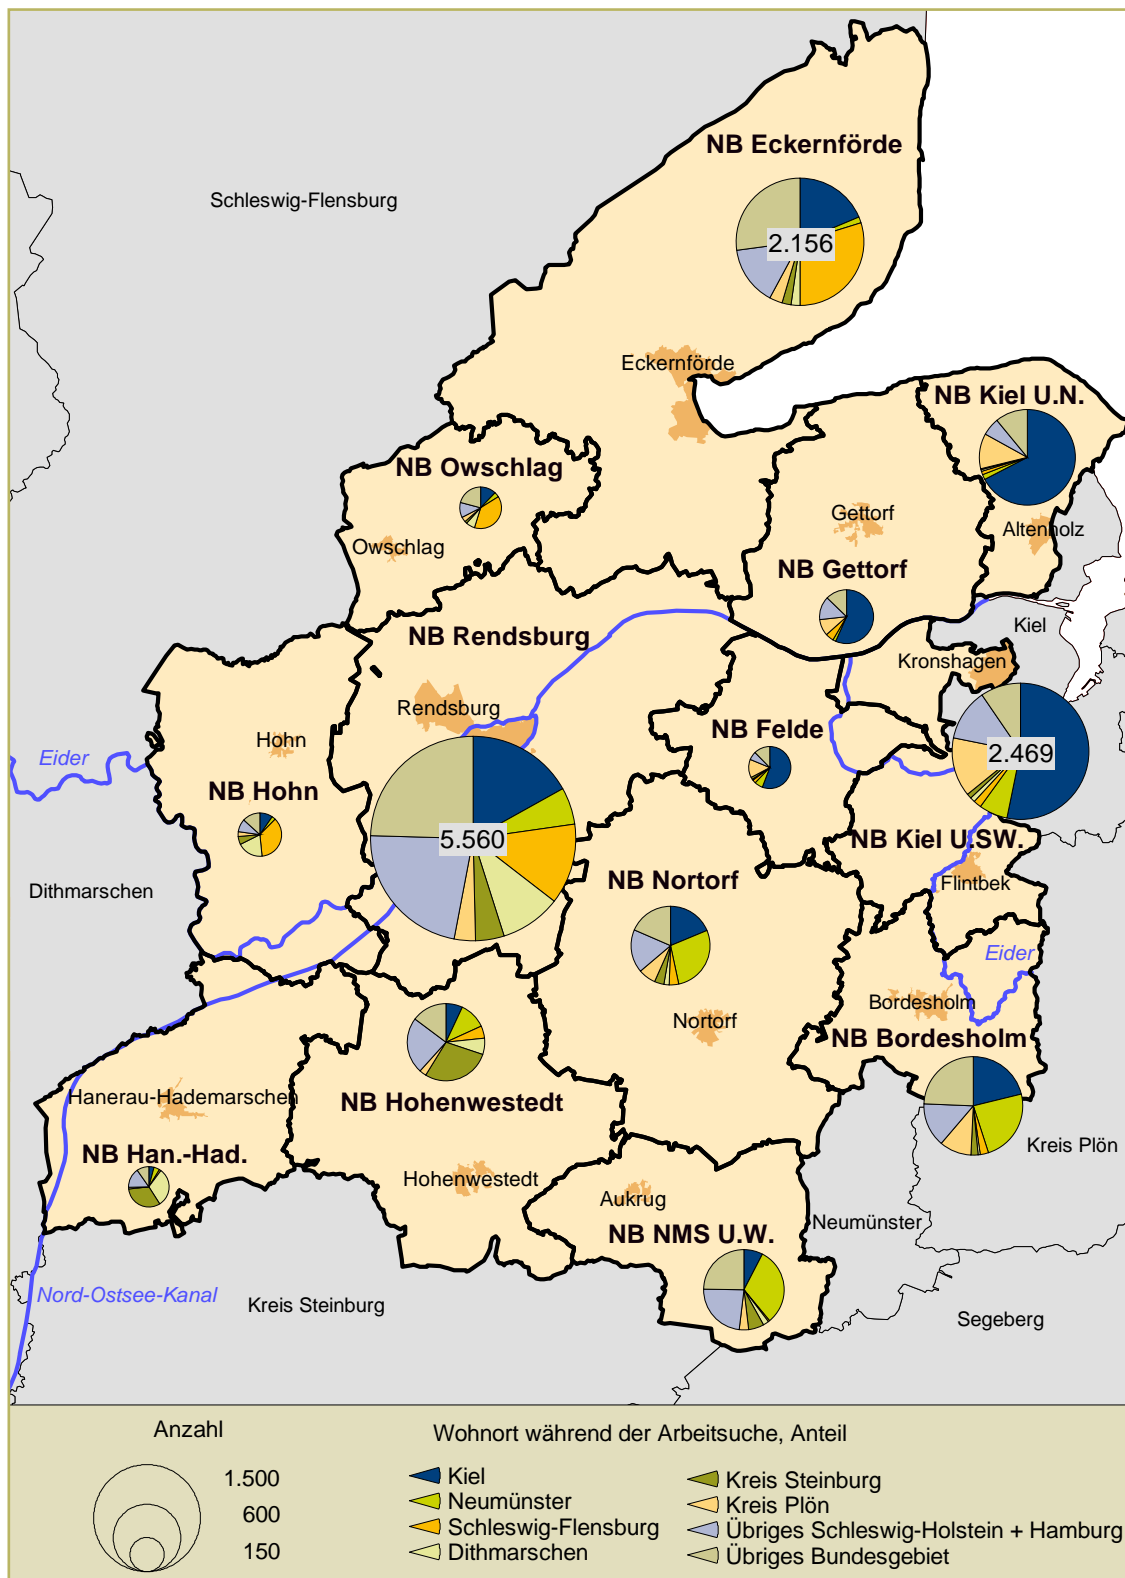 NB Eckernförde
Schleswig-Flensburg
2.156
Eckernförde
NB Kiel U.N.
NB Owschlag
Gettorf
Altenholz
Owschlag
NB Gettorf
Kiel
NB Rendsburg
Kronshagen
Rendsburg
NB Felde
Hohn
Eider
2.469
NB Hohn
5.560
NB Kiel U.SW.
NB Nortorf
Flintbek
Dithmarschen
Eider
Bordesholm
Nortorf
NB Bordesholm
Hanerau-Hademarschen
NB Hohenwestedt
Kreis Plön
NB Han.-Had.
Hohenwestedt
Aukrug
Neumünster
NB NMS U.W.
Nord-Ostsee-Kanal
Kreis Steinburg
Segeberg
Anzahl
1.500
600
150
Wohnort während der Arbeitsuche, Anteil
Kiel
Neumünster
Schleswig-Flensburg
Dithmarschen
Kreis Steinburg
Kreis Plön
Übriges Schleswig-Holstein + Hamburg
Übriges Bundesgebiet